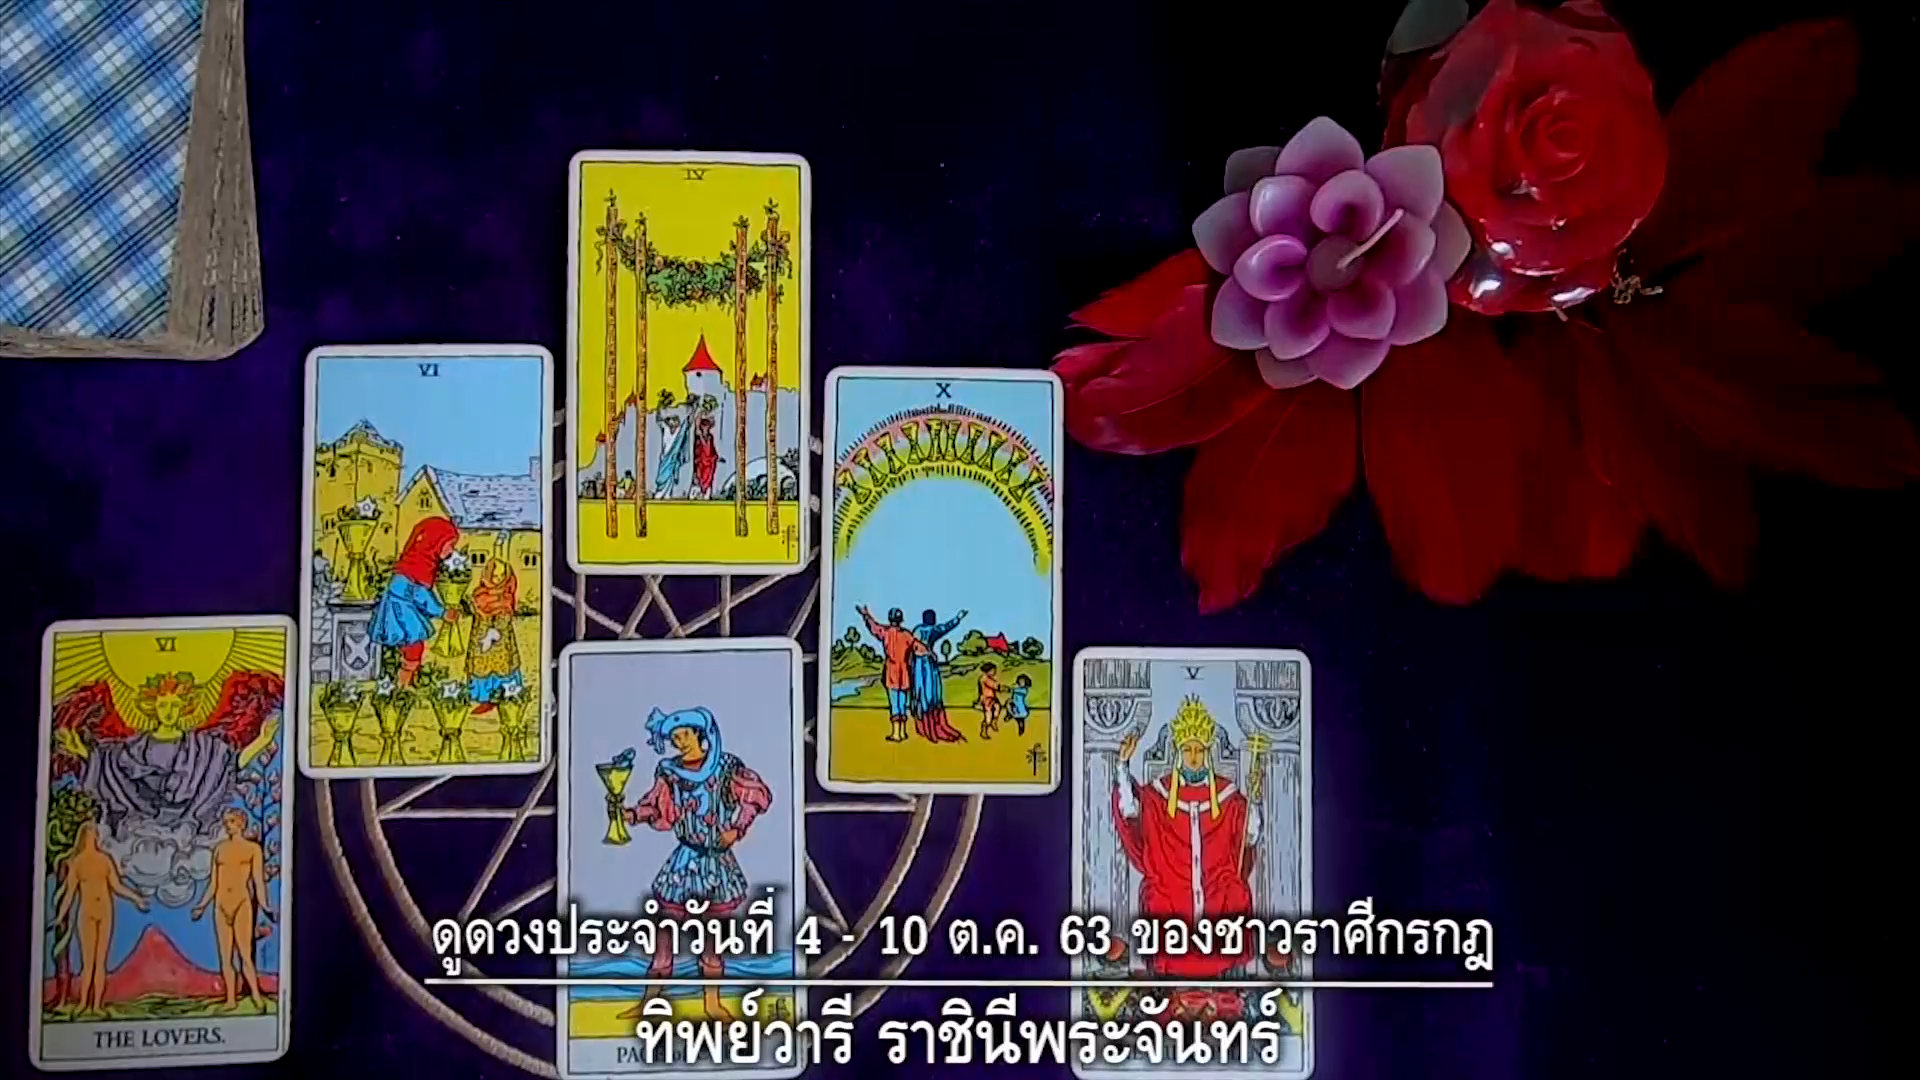 IV
VI
X
VI
V
ดูดวงประจำวันที่ 4 - 10 ต.ค. 63 ของชาวราศีกรกฎ
THE LOVERS.
ทิพย์วารี ราชินีพระจันทร์